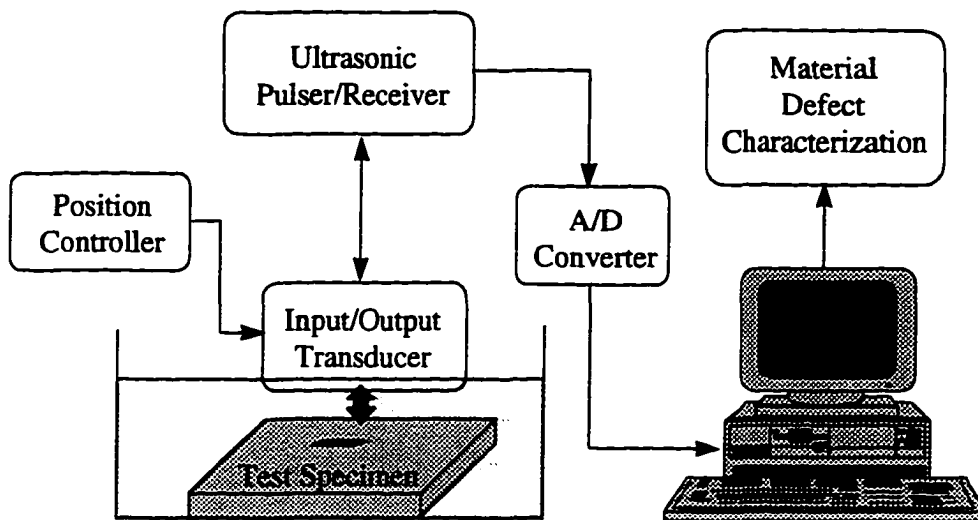 Ultrasonic
Pulser/Receiver
Material
Defect
Characterization
Position
Controller
A/D
Converter
Input/Output
Transducer
Test Specimen